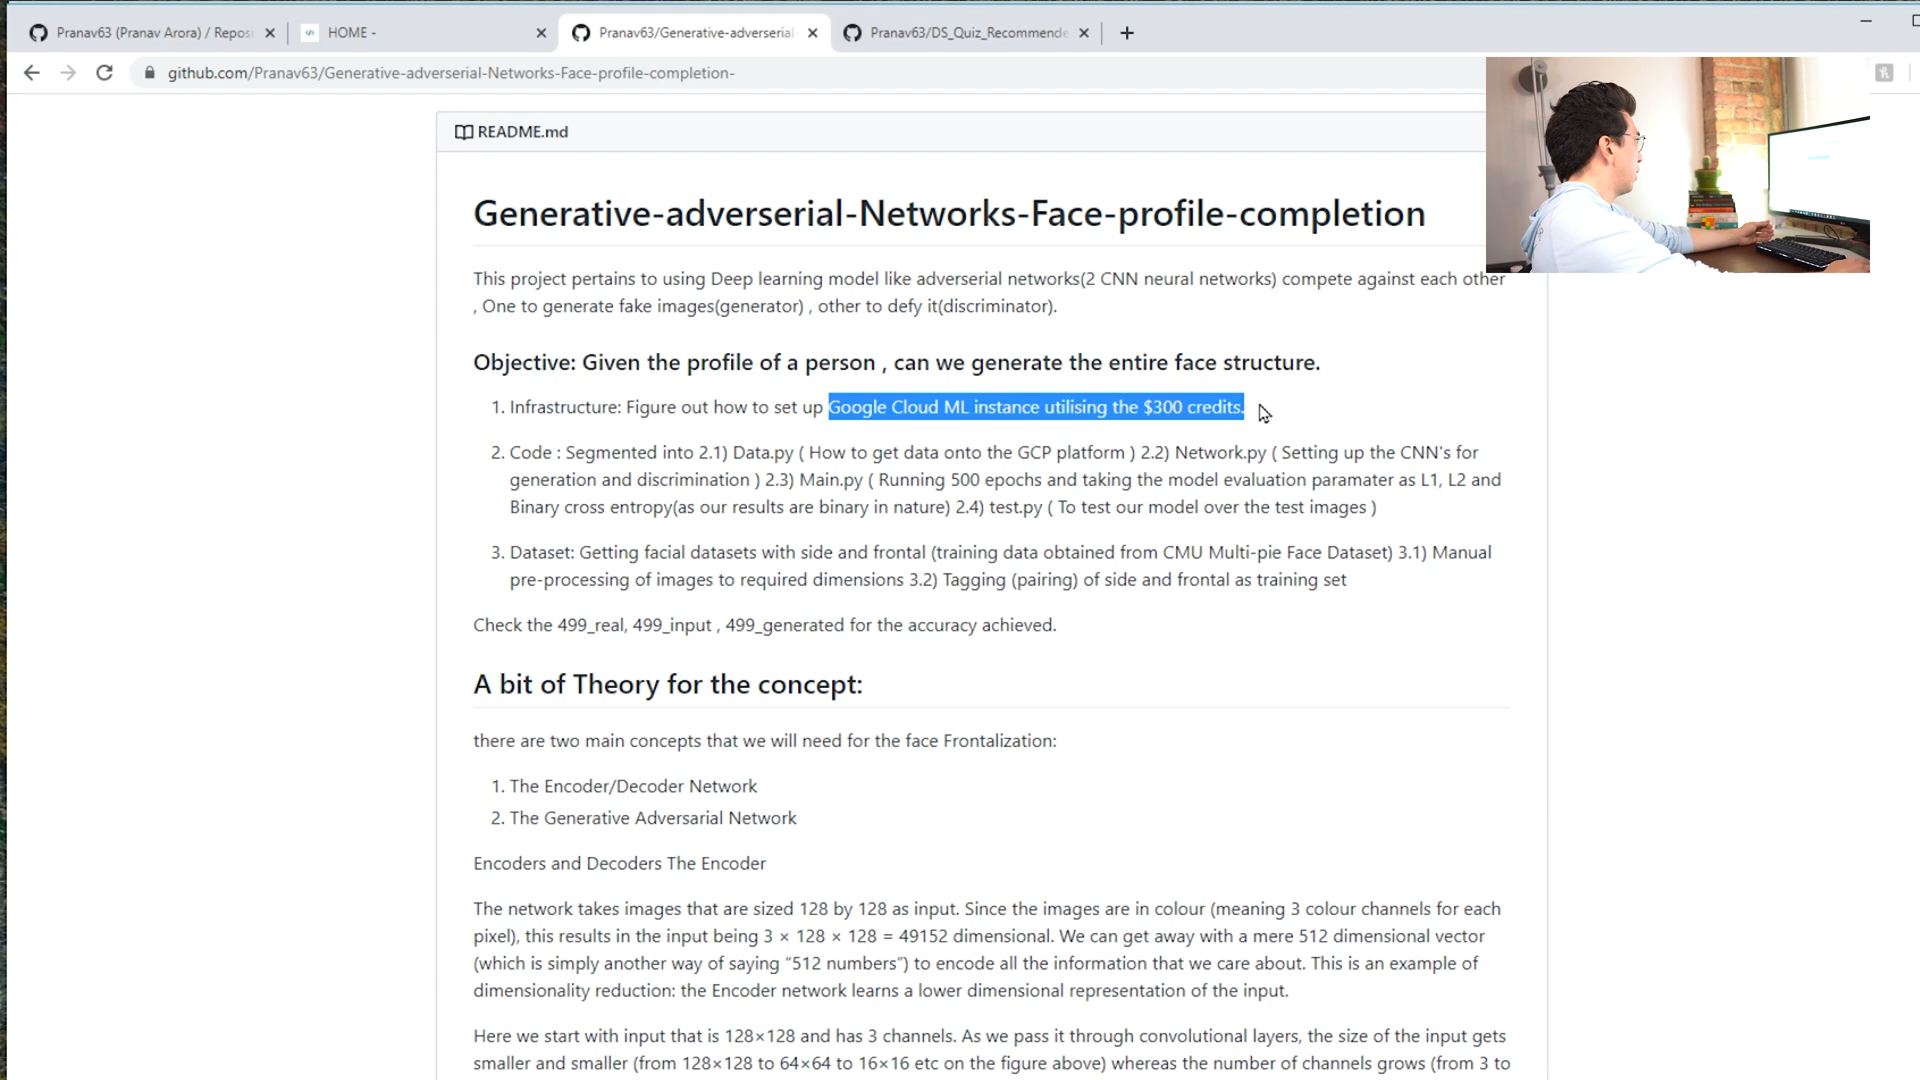 Pranav63 (Pranav Arora) / Reposi
HOME -
Pranav63/Generative-adverserial-
Pranav63/DS_Quiz_Recommende
github.com/Pranav63/Generative-adverserial-Networks-Face-profile-completion-
README.md
Generative-adverserial-Networks-Face-profile-completion
This project pertains to using Deep learning model like adverserial networks(2 CNN neural networks) compete against each other
, One to generate fake images(generator) , other to defy it(discriminator).
Objective: Given the profile of a person , can we generate the entire face structure.
1. Infrastructure: Figure out how to set up Google Cloud ML instance utilising the $300 credits.
2. Code : Segmented into 2.1) Data.py ( How to get data onto the GCP platform ) 2.2) Network.py ( Setting up the CNN's for
generation and discrimination ) 2.3) Main.py ( Running 500 epochs and taking the model evaluation paramater as L1, L2 and
Binary cross entropy(as our results are binary in nature) 2.4) test.py ( To test our model over the test images )
3. Dataset: Getting facial datasets with side and frontal (training data obtained from CMU Multi-pie Face Dataset) 3.1) Manual
pre-processing of images to required dimensions 3.2) Tagging (pairing) of side and frontal as training set
Check the 499_real, 499_input , 499_generated for the accuracy achieved.
A bit of Theory for the concept:
there are two main concepts that we will need for the face Frontalization:
1. The Encoder/Decoder Network
2. The Generative Adversarial Network
Encoders and Decoders The Encoder
The network takes images that are sized 128 by 128 as input. Since the images are in colour (meaning 3 colour channels for each
pixel), this results in the input being 3 × 128 × 128 = 49152 dimensional. We can get away with a mere 512 dimensional vector
(which is simply another way of saying “512 numbers”) to encode all the information that we care about. This is an example of
dimensionality reduction: the Encoder network learns a lower dimensional representation of the input.
Here we start with input that is 128×128 and has 3 channels. As we pass it through convolutional layers, the size of the input gets
smaller and smaller (from 128×128 to 64×64 to 16×16 etc on the figure above) whereas the number of channels grows (from 3 to